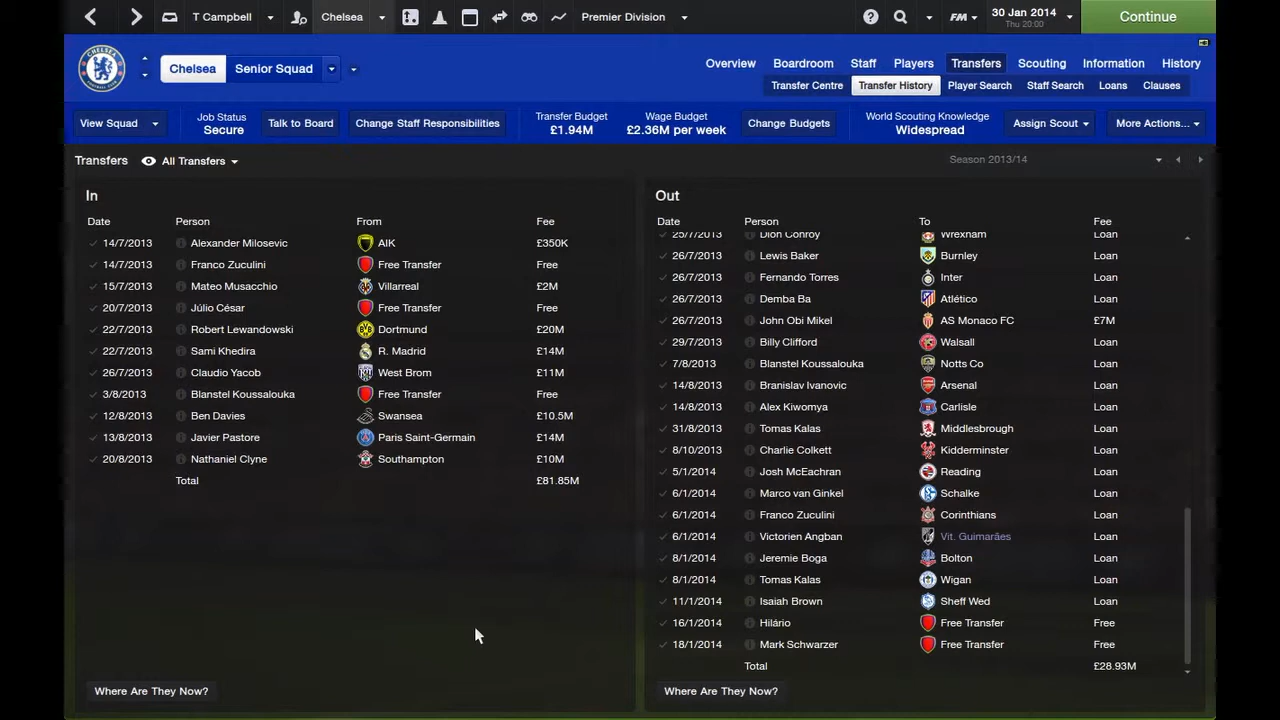 T Campbell Chelsea Premier Division FM 30 Jan 2014 Thu 20:00 Continue
Chelsea Senior Squad
Overview Boardroom Staff Players Transfers Scouting Information History
Transfer Centre Transfer History Player Search Staff Search Loans Clauses
View Squad Job Status Secure Talk to Board Change Staff Responsibilities Transfer Budget £1.94M Wage Budget £2.36M per week Change Budgets World Scouting Knowledge Widespread Assign Scout More Actions...
Transfers All Transfers Season 2013/14
In
Date Person From Fee
14/7/2013 Alexander Milosevic AIK £350K
14/7/2013 Franco Zuculini Free Transfer Free
15/7/2013 Mateo Musacchio Villarreal £2M
20/7/2013 Júlio César Free Transfer Free
22/7/2013 Robert Lewandowski Dortmund £20M
22/7/2013 Sami Khedira R. Madrid £14M
26/7/2013 Claudio Yacob West Brom £11M
3/8/2013 Blanstel Koussalouka Free Transfer Free
12/8/2013 Ben Davies Swansea £10.5M
13/8/2013 Javier Pastore Paris Saint-Germain £14M
20/8/2013 Nathaniel Clyne Southampton £10M
Total £81.85M
Where Are They Now?
Out
Date Person To Fee
25/7/2013 Dion Conroy Wrexham Loan
26/7/2013 Lewis Baker Burnley Loan
26/7/2013 Fernando Torres Inter Loan
26/7/2013 Demba Ba Atlético Loan
26/7/2013 John Obi Mikel AS Monaco FC £7M
29/7/2013 Billy Clifford Walsall Loan
7/8/2013 Blanstel Koussalouka Notts Co Loan
14/8/2013 Branislav Ivanovic Arsenal Loan
14/8/2013 Alex Kiwomya Carlisle Loan
31/8/2013 Tomas Kalas Middlesbrough Loan
8/10/2013 Charlie Colkett Kidderminster Loan
5/1/2014 Josh McEachran Reading Loan
6/1/2014 Marco van Ginkel Schalke Loan
6/1/2014 Franco Zuculini Corinthians Loan
6/1/2014 Victorien Angban Vit. Guimarães Loan
8/1/2014 Jeremie Boga Bolton Loan
8/1/2014 Tomas Kalas Wigan Loan
11/1/2014 Isaiah Brown Sheff Wed Loan
16/1/2014 Hilário Free Transfer Free
18/1/2014 Mark Schwarzer Free Transfer Free
Total £28.93M
Where Are They Now?